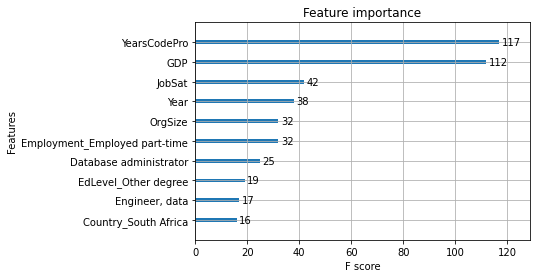 Feature importance
Features
YearsCodePro 117
GDP 112
JobSat 42
Year 38
OrgSize 32
Employment_Employed part-time 32
Database administrator 25
EdLevel_Other degree 19
Engineer, data 17
Country_South Africa 16
0 20 40 60 80 100 120
F score